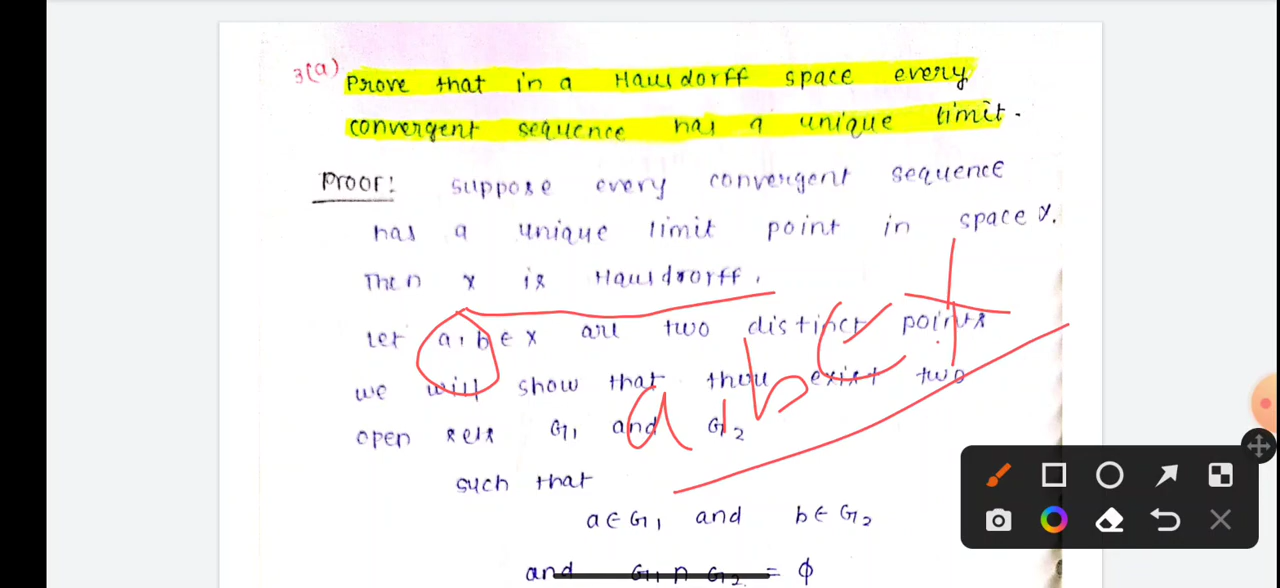 3(a) Prove that in a Hausdorff space every
convergent sequence has a unique limit.
Proof: suppose every convergent sequence
has a unique limit point in space X.
Then X is Hausdrorff.
Let a, b ∈ X are two distinct points
we will show that there exist two
open sets G1 and G2
a, b ∈ X
such that
a ∈ G1 and b ∈ G2
and G1 ∩ G2 = ϕ